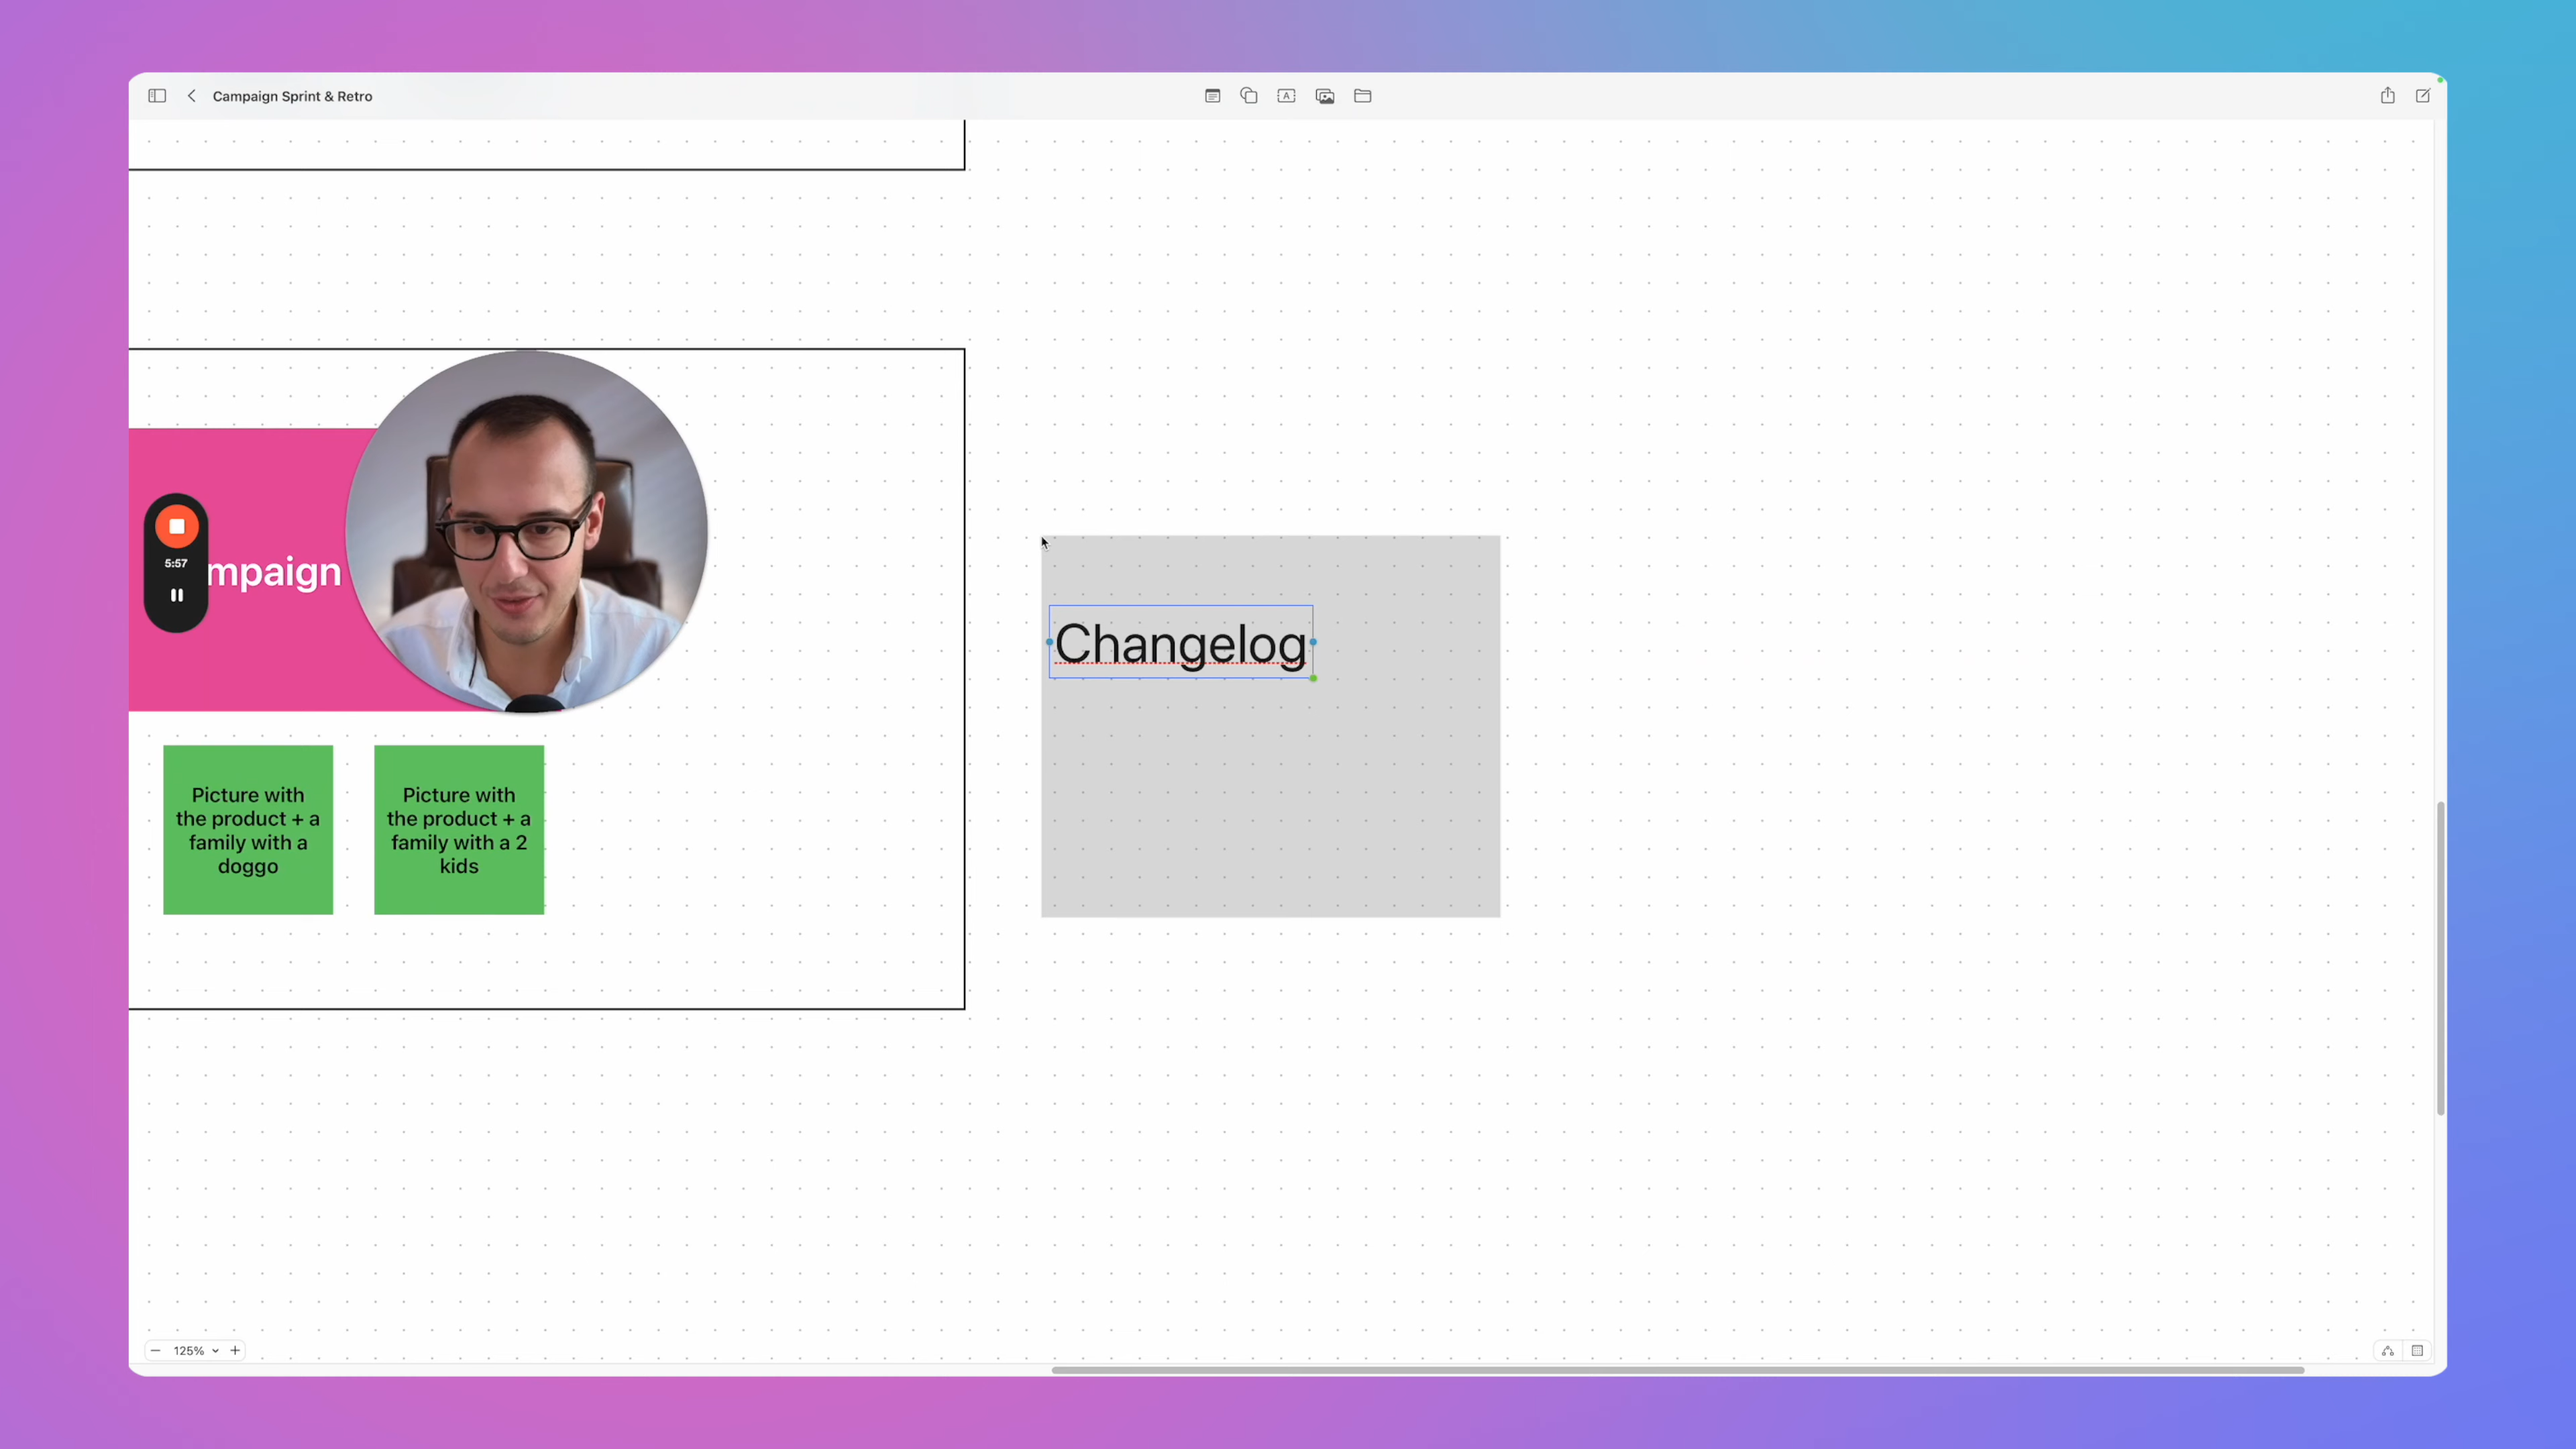 Campaign Sprint & Retro
5:57
mpaign
Changelog
Picture with
the product + a
family with a
doggo
Picture with
the product + a
family with a 2
kids
125%